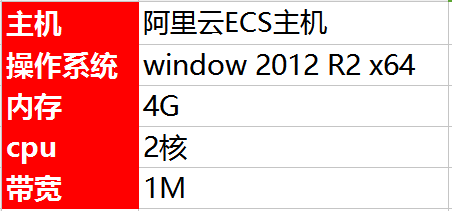 主机 阿里云ECS主机
操作系统 window 2012 R2 x64
内存 4G
cpu 2核
带宽 1M